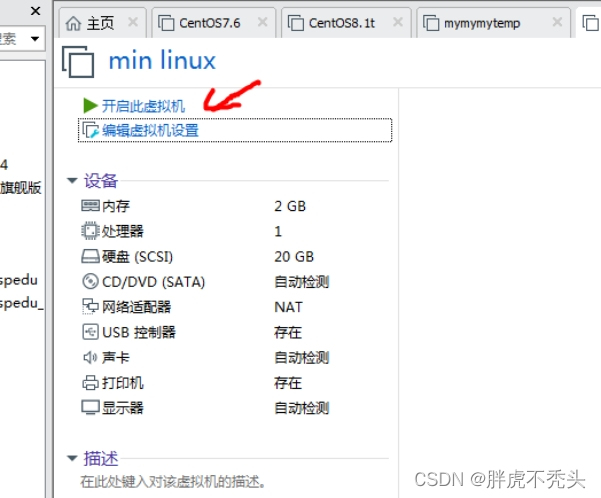 主页
CentOS7.6
CentOS8.1t
mymymytemp
索
min linux
开启此虚拟机
编辑虚拟机设置
4
旗舰版
设备
内存 2 GB
处理器 1
硬盘 (SCSI) 20 GB
CD/DVD (SATA) 自动检测
spedu
网络适配器 NAT
spedu_
USB 控制器 存在
声卡 自动检测
打印机 存在
显示器 自动检测
描述
在此处键入对该虚拟机的描述。
CSDN @胖虎不秃头